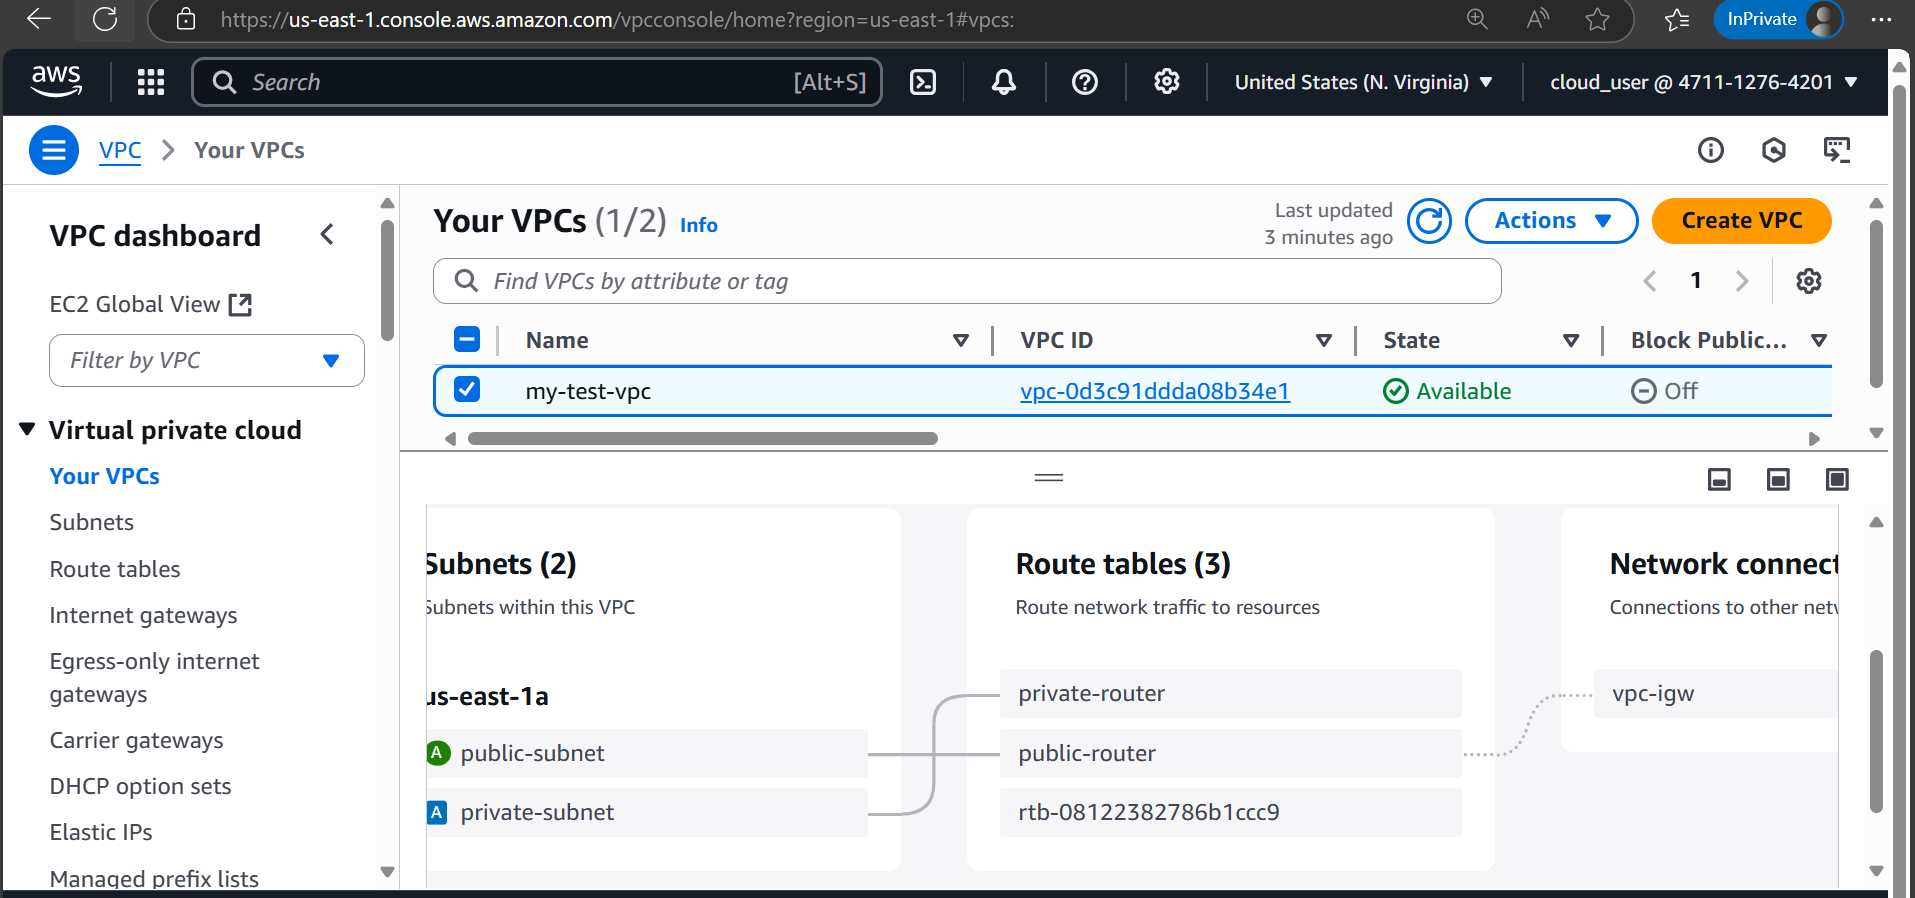 https://us-east-1.console.aws.amazon.com/vpcconsole/home?region=us-east-1#vpcs:
InPrivate
aws
Search
[Alt+S]
United States (N. Virginia)
cloud_user @ 4711-1276-4201
VPC
Your VPCs
VPC dashboard
EC2 Global View
Filter by VPC
Virtual private cloud
Your VPCs
Subnets
Route tables
Internet gateways
Egress-only internet
gateways
Carrier gateways
DHCP option sets
Elastic IPs
Managed prefix lists
Your VPCs (1/2) Info
Last updated
3 minutes ago
Actions
Create VPC
Find VPCs by attribute or tag
1
Name
VPC ID
State
Block Public...
my-test-vpc
vpc-0d3c91ddda08b34e1
Available
Off
Subnets (2)
Subnets within this VPC
us-east-1a
A public-subnet
A private-subnet
Route tables (3)
Route network traffic to resources
private-router
public-router
rtb-08122382786b1ccc9
Network connect
Connections to other netw
vpc-igw